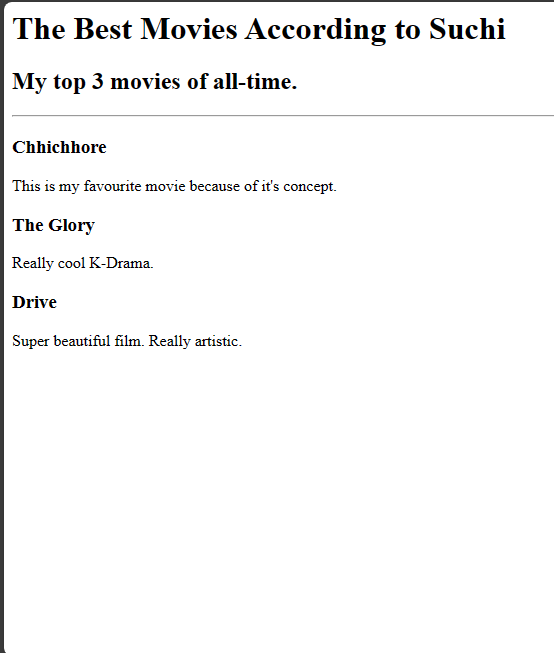 The Best Movies According to Suchi
My top 3 movies of all-time.
Chhichhore
This is my favourite movie because of it's concept.
The Glory
Really cool K-Drama.
Drive
Super beautiful film. Really artistic.